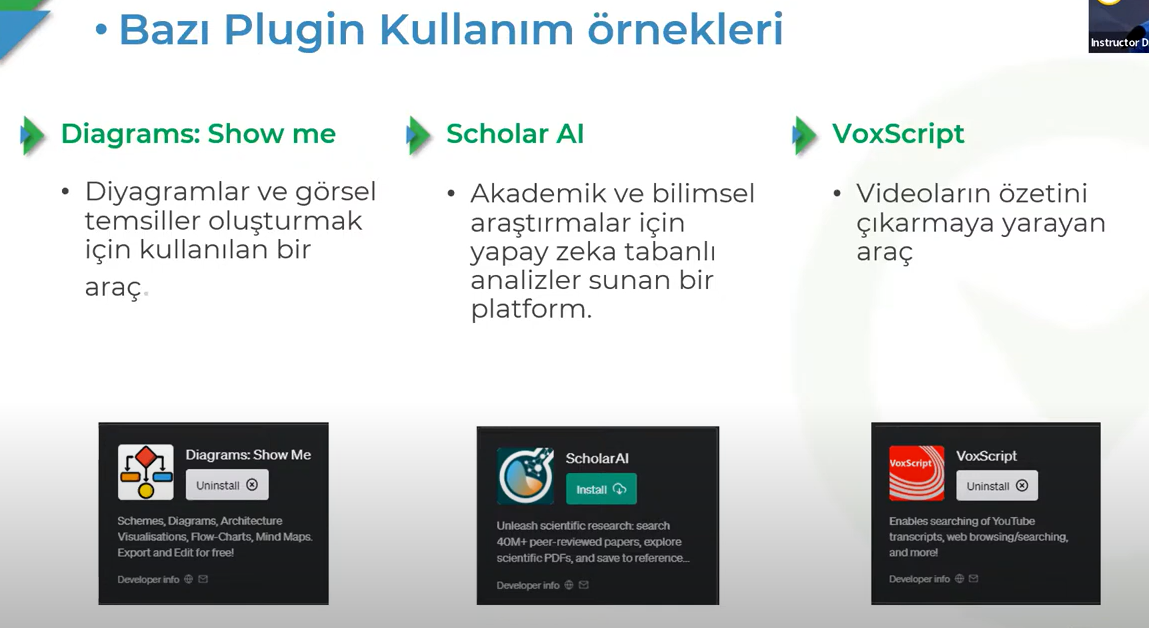 • Bazı Plugin Kullanım örnekleri
Instructor D
Diagrams: Show me
• Diyagramlar ve görsel
temsiller oluşturmak
için kullanılan bir
araç.
Scholar AI
• Akademik ve bilimsel
araştırmalar için
yapay zeka tabanlı
analizler sunan bir
platform.
VoxScript
• Videoların özetini
çıkarmaya yarayan
araç
Diagrams: Show Me
Uninstall
Schemes, Diagrams, Architecture
Visualisations, Flow-Charts, Mind Maps.
Export and Edit for free!
Developer info
ScholarAI
Install
Unleash scientific research: search
40M+ peer-reviewed papers, explore
scientific PDFs, and save to reference...
Developer info
VoxScript
VoxScript
Uninstall
Enables searching of YouTube
transcripts, web browsing/searching,
and more!
Developer info